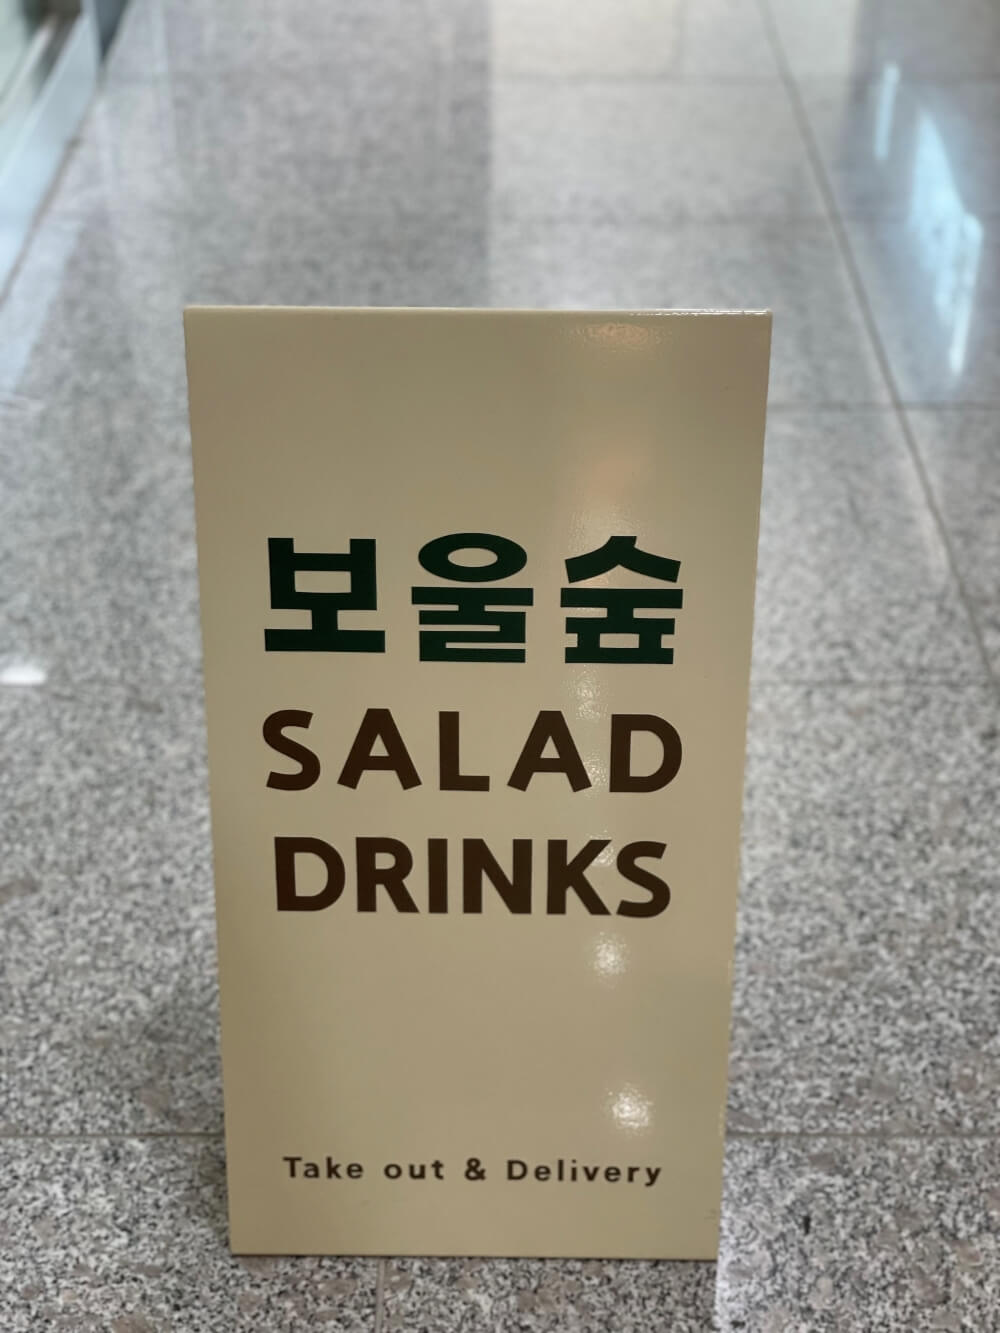 보울숲
SALAD
DRINKS
Take out & Delivery